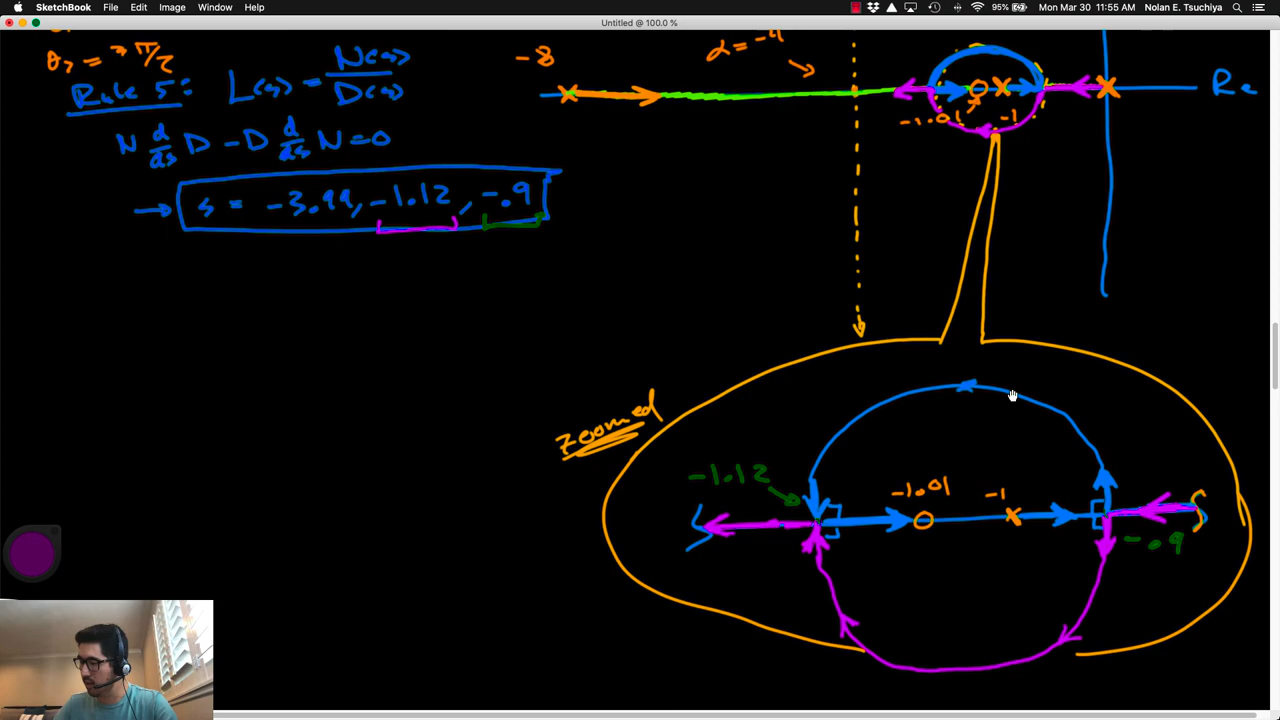 SketchBook File Edit Image Window Help
95% Mon Mar 30 11:55 AM Nolan E. Tsuchiya
Untitled @ 100.0 %
Rule 5: L(s) = N(s) / D(s)
N d/ds D - D d/ds N = 0
→ s = -3.99, -1.12, -.9
-8
α = -4
-1.01
-1
Re
Zoomed
-1.12
-1.01
-1
-.9